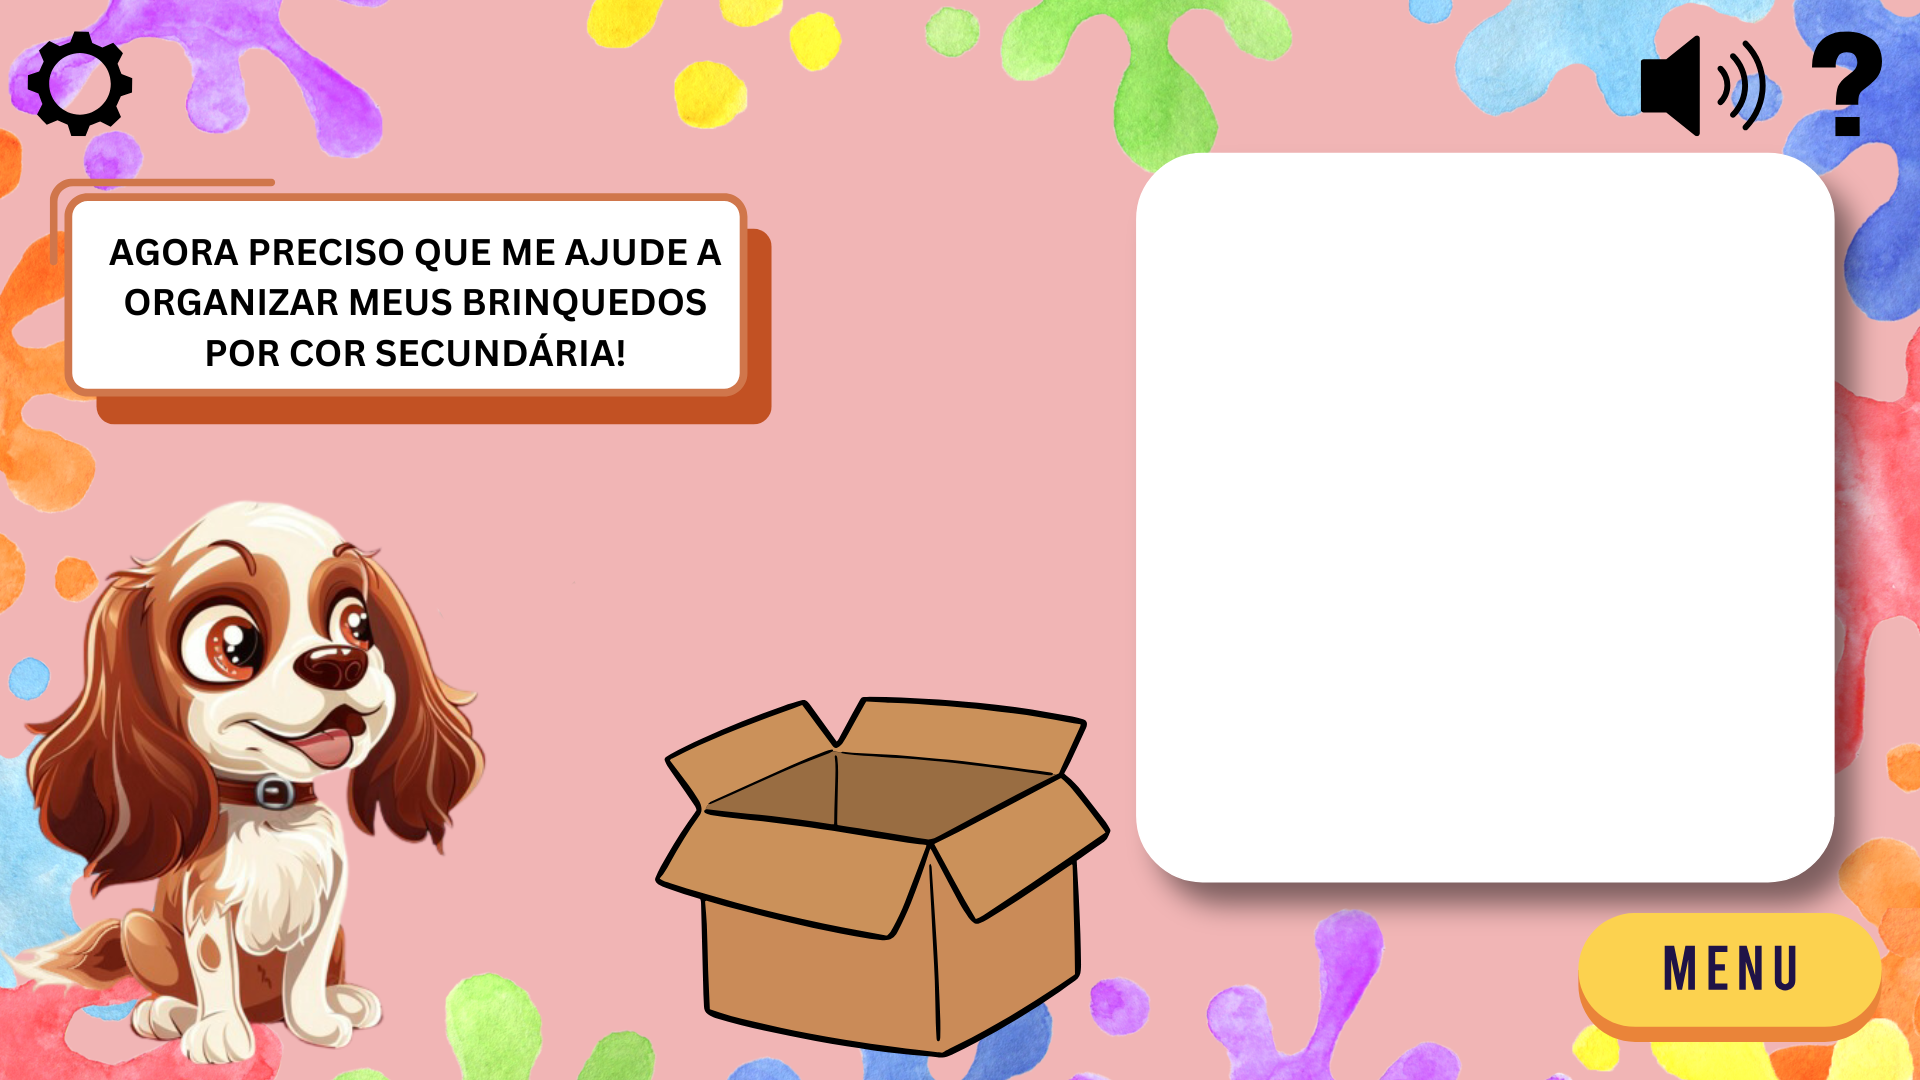 ?
AGORA PRECISO QUE ME AJUDE A
ORGANIZAR MEUS BRINQUEDOS
POR COR SECUNDÁRIA!
MENU